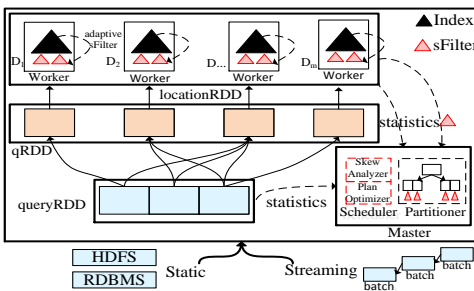 Index
sFilter
adaptive
sFilter
D1
D2
D...
Dm
Worker
Worker
Worker
Worker
locationRDD
statistics
qRDD
queryRDD
statistics
Skew
Analyzer
Plan
Optimizer
Scheduler
Partitioner
Master
HDFS
RDBMS
Static
Streaming
batch
batch
batch